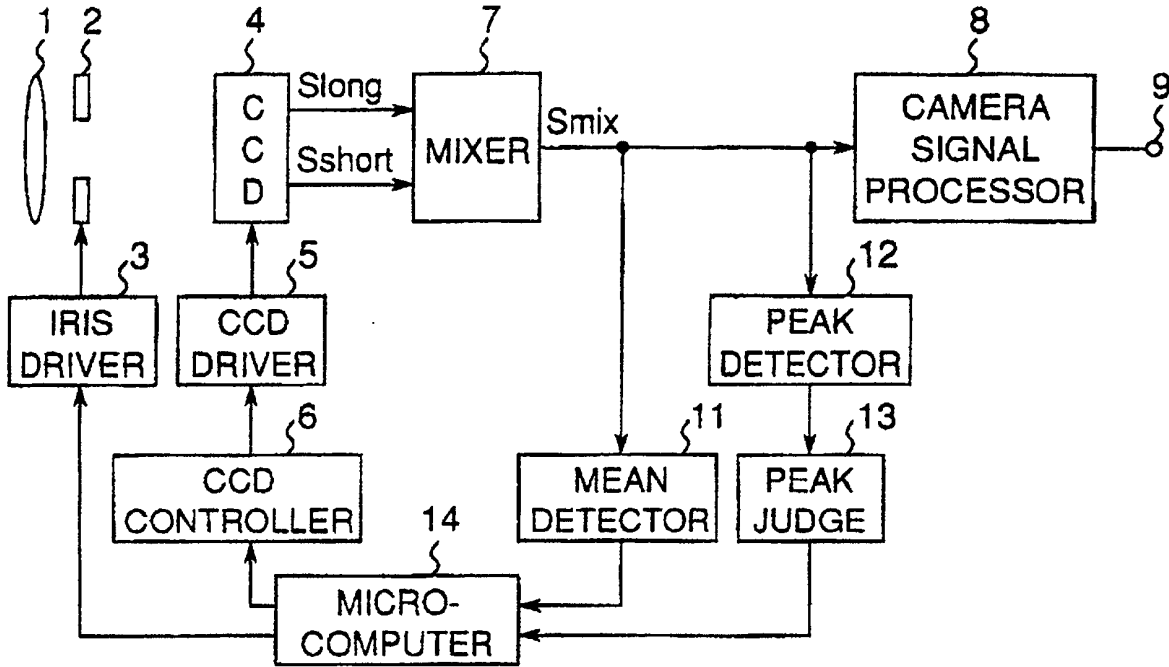 1
2
4
7
8
9
C
C
D
Slong
Sshort
MIXER
Smix
CAMERA
SIGNAL
PROCESSOR
3
IRIS
DRIVER
5
CCD
DRIVER
12
PEAK
DETECTOR
6
CCD
CONTROLLER
11
MEAN
DETECTOR
13
PEAK
JUDGE
14
MICRO-
COMPUTER